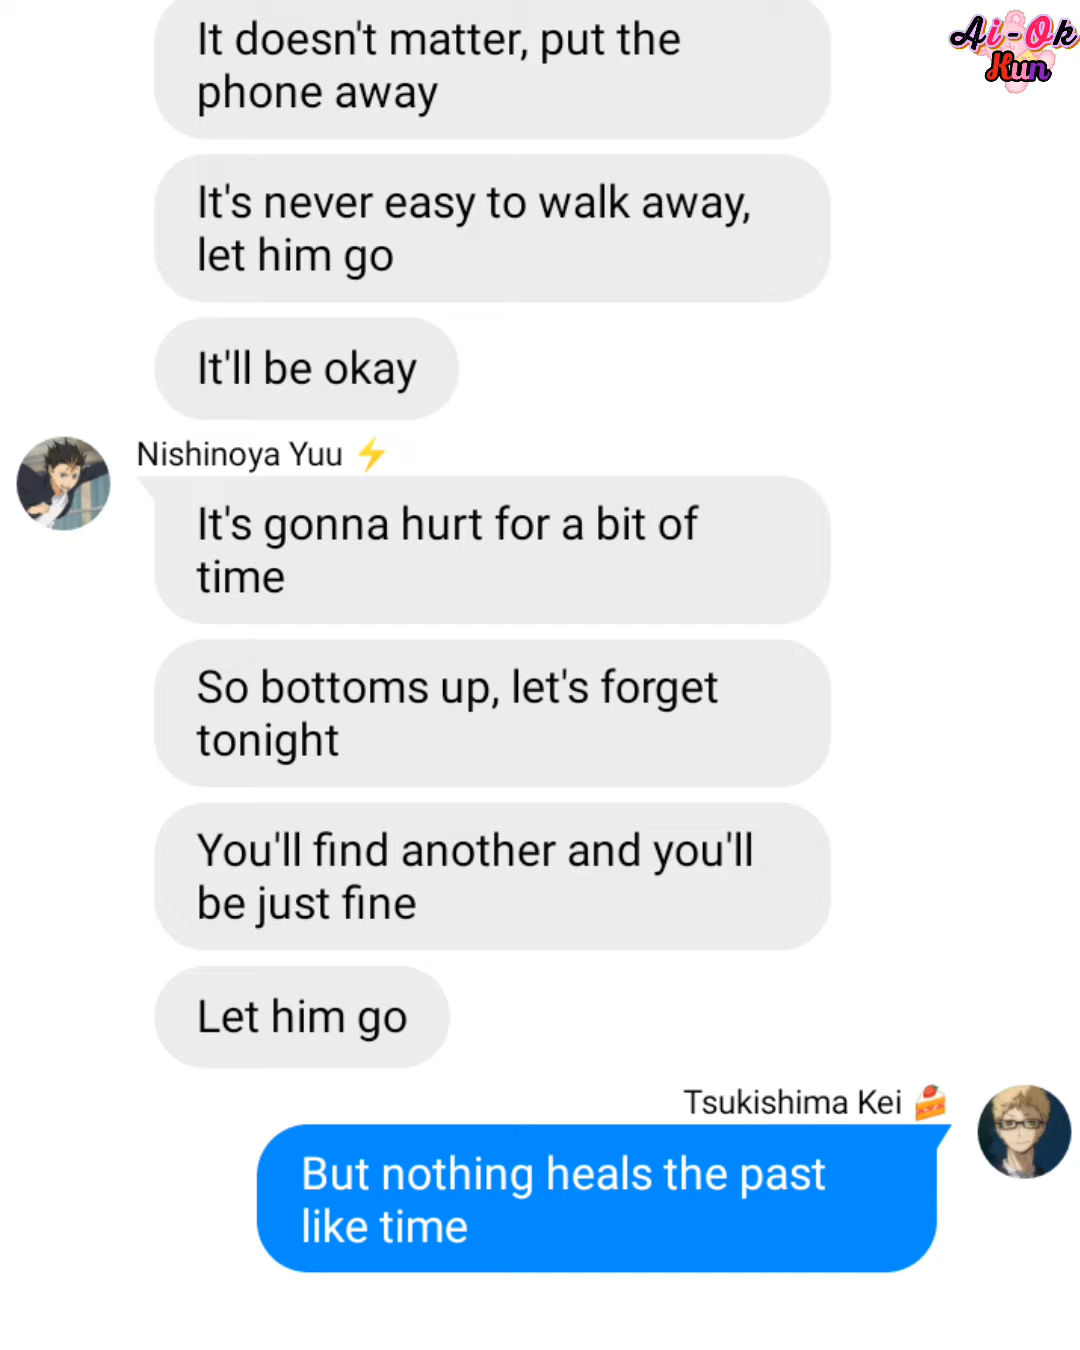 Ai-Ok
Kun
It doesn't matter, put the
phone away
It's never easy to walk away,
let him go
It'll be okay
Nishinoya Yuu ⚡
It's gonna hurt for a bit of
time
So bottoms up, let's forget
tonight
You'll find another and you'll
be just fine
Let him go
Tsukishima Kei 🍰
But nothing heals the past
like time